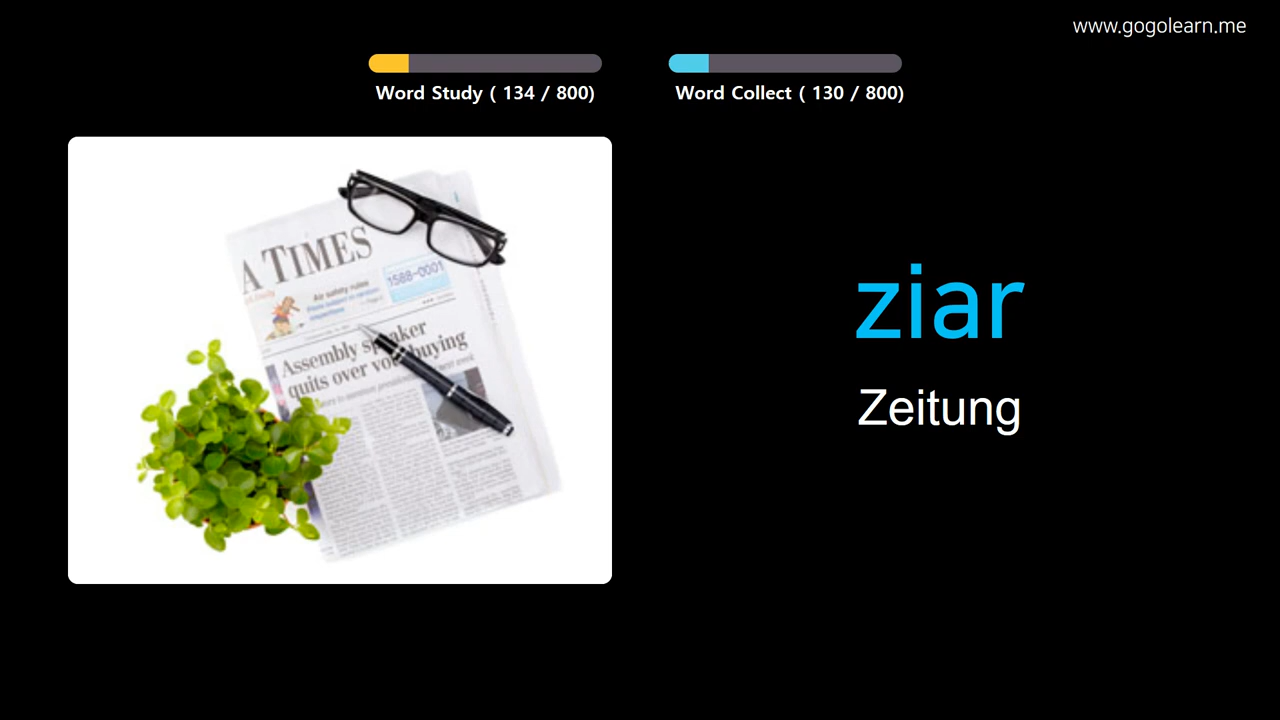 www.gogolearn.me
Word Study ( 134 / 800)
Word Collect ( 130 / 800)
A TIMES
1588-0001
Air safety rules
Assembly speaker
quits over vote-buying
ziar
Zeitung